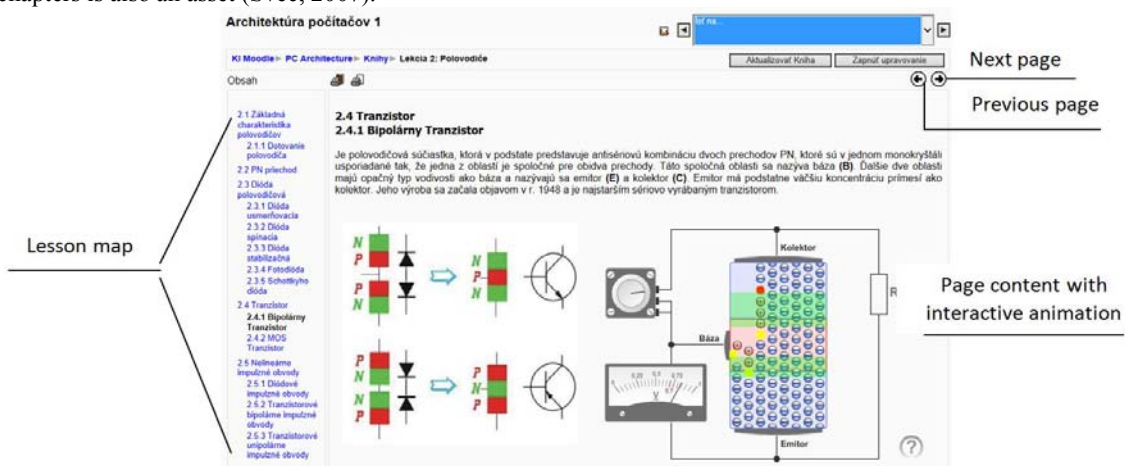 chapters is also an asset (Švec, 2007).
Architektúra počítačov 1
Ísť na...
KI Moodle ► PC Architecture ► Knihy ► Lekcia 2: Polovodiče
Aktualizovať Kniha
Zapnúť upravovanie
Next page
Obsah
Previous page
2.1 Základná
charakteristika
polovodičov
2.1.1 Dotovanie
polovodiča
2.2 PN priechod
2.3 Dióda
polovodičová
2.3.1 Dióda
usmerňovacia
2.3.2 Dióda
spínacia
2.3.3 Dióda
stabilizačná
2.3.4 Fotodióda
2.3.5 Schottkyho
dióda
2.4 Tranzistor
2.4.1 Bipolárny
Tranzistor
2.4.2 MOS
Tranzistor
2.5 Nelineárne
impulzné obvody
2.5.1 Diódové
impulzné obvody
2.5.2 Tranzistorové
bipolárne impulzné
obvody
2.5.3 Tranzistorové
unipolárne
impulzné obvody
Lesson map
2.4 Tranzistor
2.4.1 Bipolárny Tranzistor
Je polovodičová súčiastka, ktorá v podstate predstavuje antisériovú kombináciu dvoch prechodov PN, ktoré sú v jednom monokryštáli
usporiadané tak, že jedna z oblastí je spoločné pre obidva prechody. Táto spoločná oblasti sa nazýva báza (B). Ďalšie dve oblasti
majú opačný typ vodivosti ako báza a nazývajú sa emitor (E) a kolektor (C). Emitor má podstatne väčšiu koncentráciu prímesí ako
kolektor. Jeho výroba sa začala objavom v r. 1948 a je najstarším sériovo vyrábaným tranzistorom.
N
P
P
N
N
P
N
P
N
N
P
P
N
P
Kolektor
R
Báza
V
Emitor
?
Page content with
interactive animation